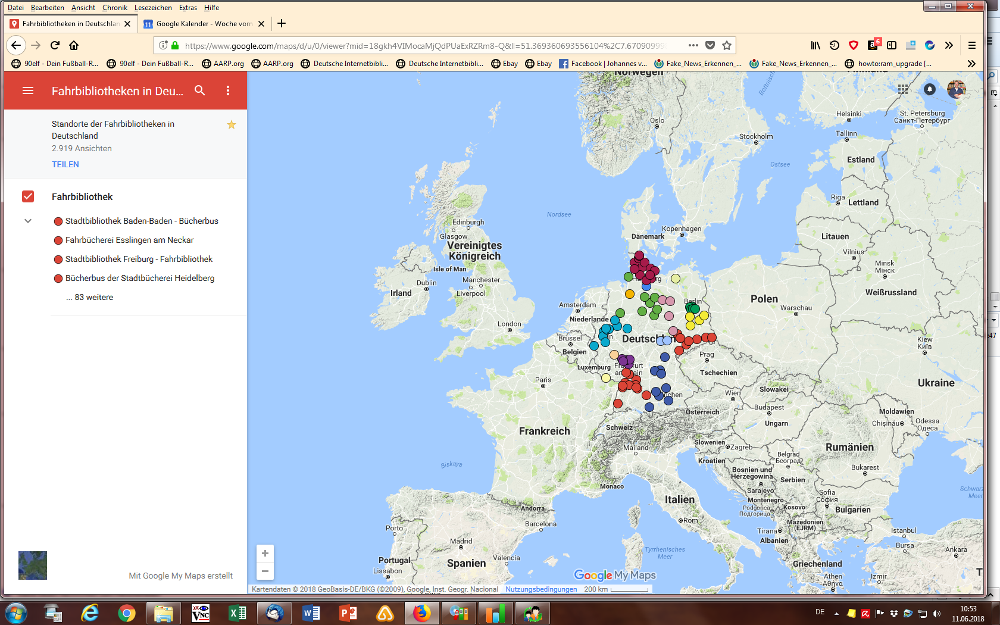 Datei Bearbeiten Ansicht Chronik Lesezeichen Extras Hilfe
Fahrbibliotheken in Deutschlan
31 Google Kalender - Woche vom
https://www.google.com/maps/d/u/0/viewer?mid=18gkh4VIMocaMjQdPUaExRZRm8-Q&ll=51.369360693556104%2C7.67090999
6
90elf - Dein Fußball-R... 90elf - Dein Fußball-R... AARP.org AARP.org Deutsche Internetbibli... Deutsche Internetbibli... Ebay Ebay Facebook | Johannes v... Fake_News_Erkennen_... Fake_News_Erkennen_... howto:ram_upgrade [...
Fahrbibliotheken in Deu...
Standorte der Fahrbibliotheken in
Deutschland
2.919 Ansichten
TEILEN
Fahrbibliothek
Stadtbibliothek Baden-Baden - Bücherbus
Fahrbücherei Esslingen am Neckar
Stadtbibliothek Freiburg - Fahrbibliothek
Bücherbus der Stadtbücherei Heidelberg
... 83 weitere
Mit Google My Maps erstellt
Norwegen
Bottnisch
Finnland
Helsinki
St. Petersburg
Санкт-Петербург
Oslo
Tallinn
Stockholm
Estland
Ostsee
Riga
Lettland
Nordsee
Edinburgh
Glasgow
Kopenhagen
Dänemark
Litauen
Vereinigtes
Königreich
Vilnius
Minsk
Мінск
Isle of Man
Dublin
Manchester
Liverpool
Irland
Weißrussland
Polen
Berlin
Warschau
Amsterdam
Niederlande
London
Brüssel
Belgien
Deutschlan
Kiew
Київ
Prag
Luxemburg
Frankfurt
am Main
Tschechien
Paris
Ukraine
Slowakei
Wien
München
Österreich
Budapest
Ungarn
Moldawien
Chișinău
Odessa
Одеса
Frankreich
Schweiz
Mailand
Slowenien
Zagreb
Kroatien
Rumänien
Belgrad
Београд
Bukarest
Biskaya
Bosnien und
Herzegowina
Serbien
Monaco
Sarajevo
Montenegro
Sofia
София
Schwarz
Meer
Italien
Andorra
Podgorica
Подгорица
Kosovo
Bulgarien
Barcelona
Rom
Mazedonien
(EJRM)
Porto
Tirana
Albanien
Istanbul
Bursa
Madrid
Tyrrhenisches
Meer
Ankara
Portugal
Spanien
Valencia
Griechenland
Lissabon
Athen
Αθήνα
Izmir
T
Google My Maps
Kartendaten © 2018 GeoBasis-DE/BKG (©2009), Google, Inst. Geogr. Nacional Nutzungsbedingungen 200 km
:47
VNC
DE
10:53
11.06.2018